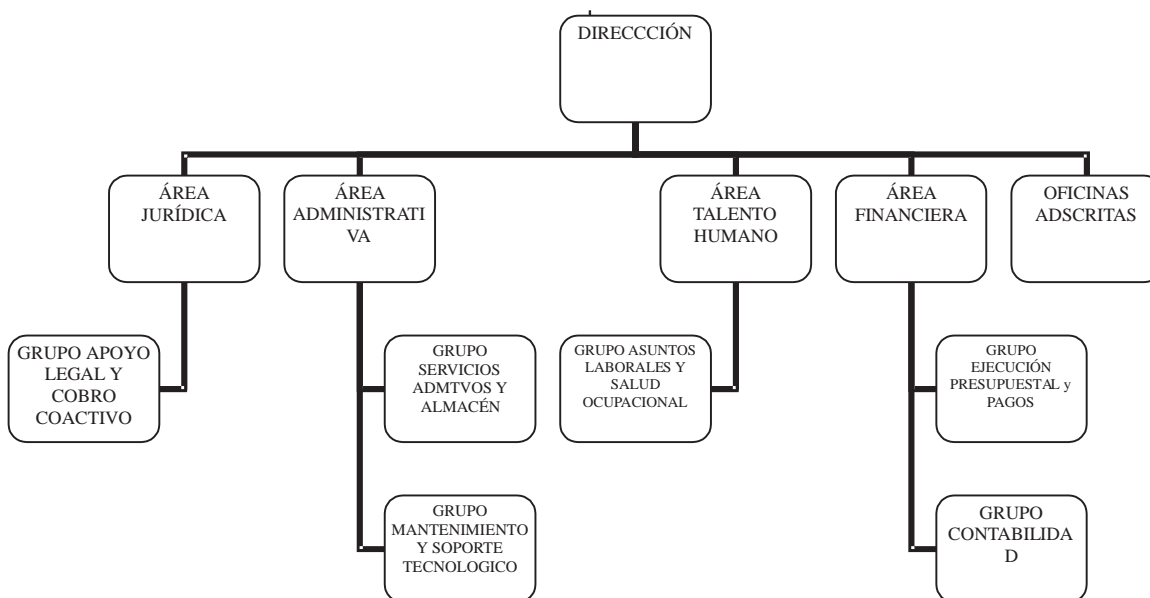 DIRECCCIÓN
ÁREA
JURÍDICA
ÁREA
ADMINISTRATI
VA
ÁREA
TALENTO
HUMANO
ÁREA
FINANCIERA
OFICINAS
ADSCRITAS
GRUPO APOYO
LEGAL Y
COBRO
COACTIVO
GRUPO
SERVICIOS
ADMTVOS Y
ALMACÉN
GRUPO ASUNTOS
LABORALES Y
SALUD
OCUPACIONAL
GRUPO
EJECUCIÓN
PRESUPUESTAL y
PAGOS
GRUPO
MANTENIMIENTO
Y SOPORTE
TECNOLOGICO
GRUPO
CONTABILIDA
D